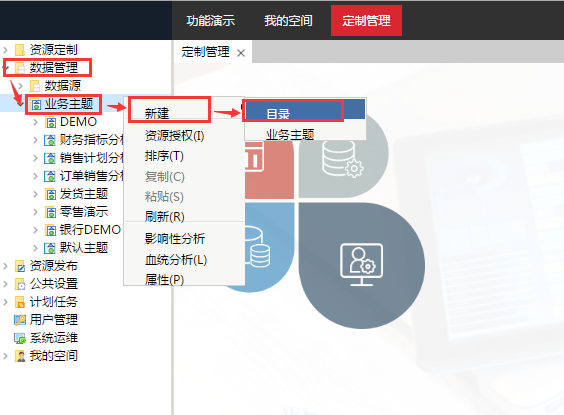 功能演示 我的空间 定制管理
资源定制
数据管理
数据源
业务主题
DEMO
财务指标分析
销售计划分
订单销售分
发货主题
零售演示
银行DEMO
默认主题
资源发布
公共设置
计划任务
用户管理
系统运维
我的空间
定制管理 ×
新建
资源授权(I)
排序(T)
复制(C)
粘贴(S)
刷新(R)
影响性分析
血统分析(L)
属性(P)
目录
业务主题